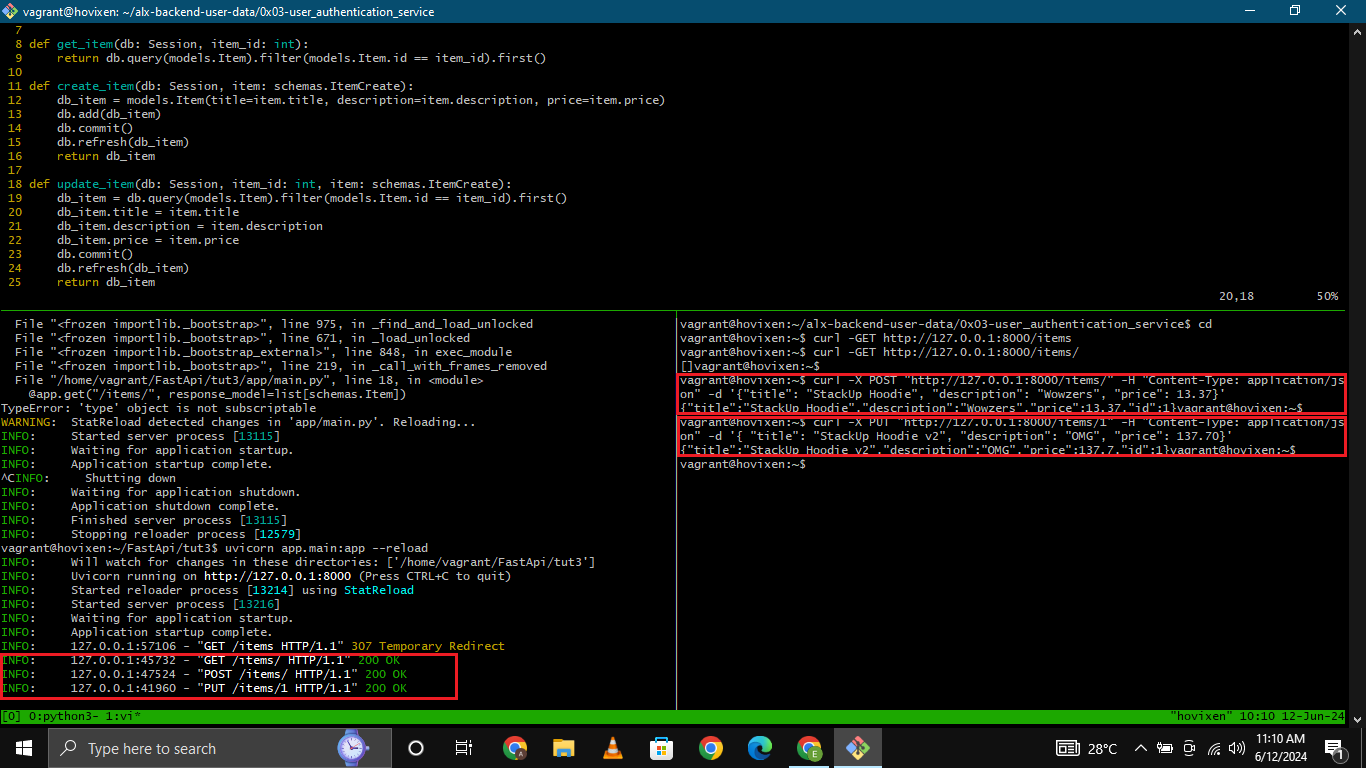 vagrant@hovixen: ~/alx-backend-user-data/0x03-user_authentication_service
7
8 def get_item(db: Session, item_id: int):
9     return db.query(models.Item).filter(models.Item.id == item_id).first()
10
11 def create_item(db: Session, item: schemas.ItemCreate):
12     db_item = models.Item(title=item.title, description=item.description, price=item.price)
13     db.add(db_item)
14     db.commit()
15     db.refresh(db_item)
16     return db_item
17
18 def update_item(db: Session, item_id: int, item: schemas.ItemCreate):
19     db_item = db.query(models.Item).filter(models.Item.id == item_id).first()
20     db_item.title = item.title
21     db_item.description = item.description
22     db_item.price = item.price
23     db.commit()
24     db.refresh(db_item)
25     return db_item
20,18 50%
File "<frozen importlib._bootstrap>", line 975, in _find_and_load_unlocked
File "<frozen importlib._bootstrap>", line 671, in _load_unlocked
File "<frozen importlib._bootstrap_external>", line 848, in exec_module
File "<frozen importlib._bootstrap>", line 219, in _call_with_frames_removed
File "/home/vagrant/FastApi/tut3/app/main.py", line 18, in <module>
@app.get("/items/", response_model=list[schemas.Item])
TypeError: 'type' object is not subscriptable
WARNING:  StatReload detected changes in 'app/main.py'. Reloading...
INFO:     Started server process [13115]
INFO:     Waiting for application startup.
INFO:     Application startup complete.
^CINFO:     Shutting down
INFO:     Waiting for application shutdown.
INFO:     Application shutdown complete.
INFO:     Finished server process [13115]
INFO:     Stopping reloader process [12579]
vagrant@hovixen:~/FastApi/tut3$ uvicorn app.main:app --reload
INFO:     Will watch for changes in these directories: ['/home/vagrant/FastApi/tut3']
INFO:     Uvicorn running on http://127.0.0.1:8000 (Press CTRL+C to quit)
INFO:     Started reloader process [13214] using StatReload
INFO:     Started server process [13216]
INFO:     Waiting for application startup.
INFO:     Application startup complete.
INFO:     127.0.0.1:57106 - "GET /items HTTP/1.1" 307 Temporary Redirect
INFO:     127.0.0.1:45732 - "GET /items/ HTTP/1.1" 200 OK
INFO:     127.0.0.1:47524 - "POST /items/ HTTP/1.1" 200 OK
INFO:     127.0.0.1:41960 - "PUT /items/1 HTTP/1.1" 200 OK
vagrant@hovixen:~/alx-backend-user-data/0x03-user_authentication_service$ cd
vagrant@hovixen:~$ curl -GET http://127.0.0.1:8000/items
vagrant@hovixen:~$ curl -GET http://127.0.0.1:8000/items/
[]vagrant@hovixen:~$
vagrant@hovixen:~$ curl -X POST "http://127.0.0.1:8000/items/" -H "Content-Type: application/js
on" -d '{"title": "StackUp Hoodie", "description": "Wowzers", "price": 13.37}'
{"title":"StackUp Hoodie","description":"Wowzers","price":13.37,"id":1}vagrant@hovixen:~$
vagrant@hovixen:~$ curl -X PUT "http://127.0.0.1:8000/items/1" -H "Content-Type: application/js
on" -d '{ "title": "StackUp Hoodie v2", "description": "OMG", "price": 137.70}'
{"title":"StackUp Hoodie v2","description":"OMG","price":137.7,"id":1}vagrant@hovixen:~$
vagrant@hovixen:~$
[0] 0:python3- 1:vi*
"hovixen" 10:10 12-Jun-24
Type here to search
28°C
11:10 AM
6/12/2024
1